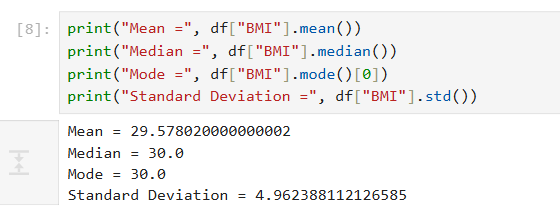 [8]: print("Mean =", df["BMI"].mean())
print("Median =", df["BMI"].median())
print("Mode =", df["BMI"].mode()[0])
print("Standard Deviation =", df["BMI"].std())
Mean = 29.578020000000002
Median = 30.0
Mode = 30.0
Standard Deviation = 4.962388112126585